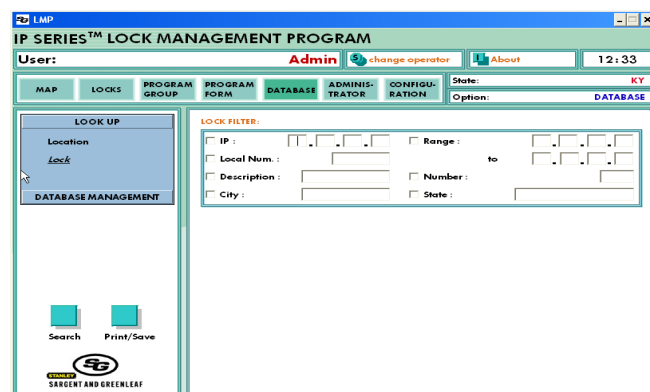 LMP
IP SERIES™ LOCK MANAGEMENT PROGRAM
User: Admin change operator About 12:33
MAP LOCKS PROGRAM GROUP PROGRAM FORM DATABASE ADMINIS-TRATOR CONFIGU-RATION
State: KY
Option: DATABASE
LOOK UP
Location
Lock
DATABASE MANAGEMENT
LOCK FILTER:
IP : Range :
Local Num. : to
Description : Number :
City : State :
Search Print/Save
STANLEY
SARGENT AND GREENLEAF